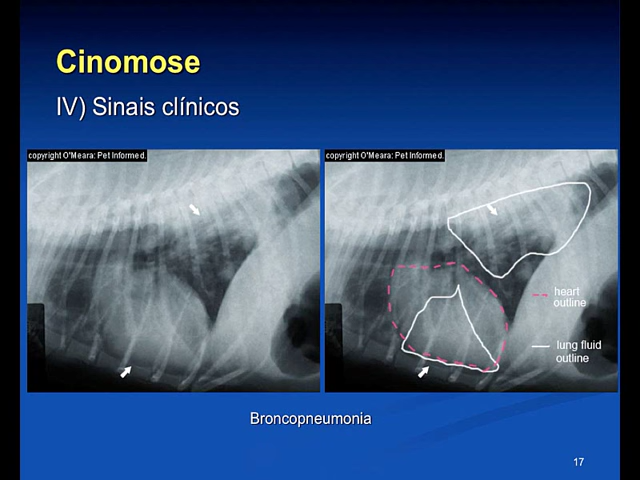 Cinomose
IV) Sinais clínicos
copyright O'Meara: Pet Informed.
copyright O'Meara: Pet Informed.
heart
outline
lung fluid
outline
Broncopneumonia
17